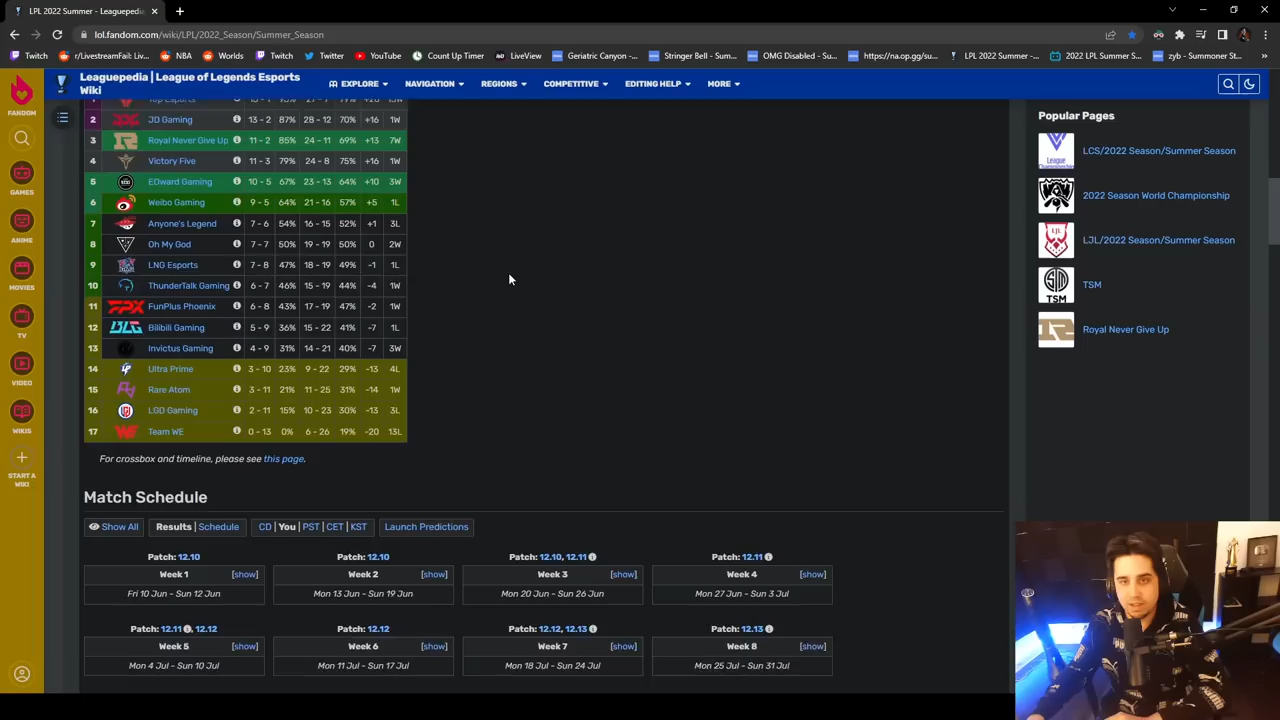 LPL 2022 Summer - Leaguepedia
lol.fandom.com/wiki/LPL/2022_Season/Summer_Season
Twitch
r/LivestreamFail: Liv...
NBA
Worlds
Twitch
Twitter
YouTube
Count Up Timer
LiveView
Geriatric Canyon -...
Stringer Bell - Sum...
OMG Disabled - Su...
https://na.op.gg/su...
LPL 2022 Summer -...
2022 LPL Summer S...
zyb - Summoner St...
Leaguepedia | League of Legends Esports
Wiki
EXPLORE
NAVIGATION
REGIONS
COMPETITIVE
EDITING HELP
MORE
FANDOM
GAMES
ANIME
MOVIES
TV
VIDEO
WIKIS
START A
WIKI
2 JD Gaming 13 - 2 87% 28 - 12 70% +16 1W
3 Royal Never Give Up 11 - 2 85% 24 - 11 69% +13 7W
4 Victory Five 11 - 3 79% 24 - 8 75% +16 1W
5 EDward Gaming 10 - 5 67% 23 - 13 64% +10 3W
6 Weibo Gaming 9 - 5 64% 21 - 16 57% +5 1L
7 Anyone's Legend 7 - 6 54% 16 - 15 52% +1 3L
8 Oh My God 7 - 7 50% 19 - 19 50% 0 2W
9 LNG Esports 7 - 8 47% 18 - 19 49% -1 1L
10 ThunderTalk Gaming 6 - 7 46% 15 - 19 44% -4 1W
11 FPX FunPlus Phoenix 6 - 8 43% 17 - 19 47% -2 1W
12 BLG Bilibili Gaming 5 - 9 36% 15 - 22 41% -7 1L
13 Invictus Gaming 4 - 9 31% 14 - 21 40% -7 3W
14 Ultra Prime 3 - 10 23% 9 - 22 29% -13 4L
15 Rare Atom 3 - 11 21% 11 - 25 31% -14 1W
16 LGD Gaming 2 - 11 15% 10 - 23 30% -13 3L
17 Team WE 0 - 13 0% 6 - 26 19% -20 13L
For crossbox and timeline, please see this page.
Match Schedule
Show All
Results | Schedule
CD | You | PST | CET | KST
Launch Predictions
Patch: 12.10
Week 1 [show]
Fri 10 Jun - Sun 12 Jun
Patch: 12.10
Week 2 [show]
Mon 13 Jun - Sun 19 Jun
Patch: 12.10, 12.11
Week 3 [show]
Mon 20 Jun - Sun 26 Jun
Patch: 12.11
Week 4 [show]
Mon 27 Jun - Sun 3 Jul
Patch: 12.11, 12.12
Week 5 [show]
Mon 4 Jul - Sun 10 Jul
Patch: 12.12
Week 6 [show]
Mon 11 Jul - Sun 17 Jul
Patch: 12.12, 12.13
Week 7 [show]
Mon 18 Jul - Sun 24 Jul
Patch: 12.13
Week 8 [show]
Mon 25 Jul - Sun 31 Jul
Popular Pages
LCS/2022 Season/Summer Season
2022 Season World Championship
LJL/2022 Season/Summer Season
TSM
TSM
Royal Never Give Up